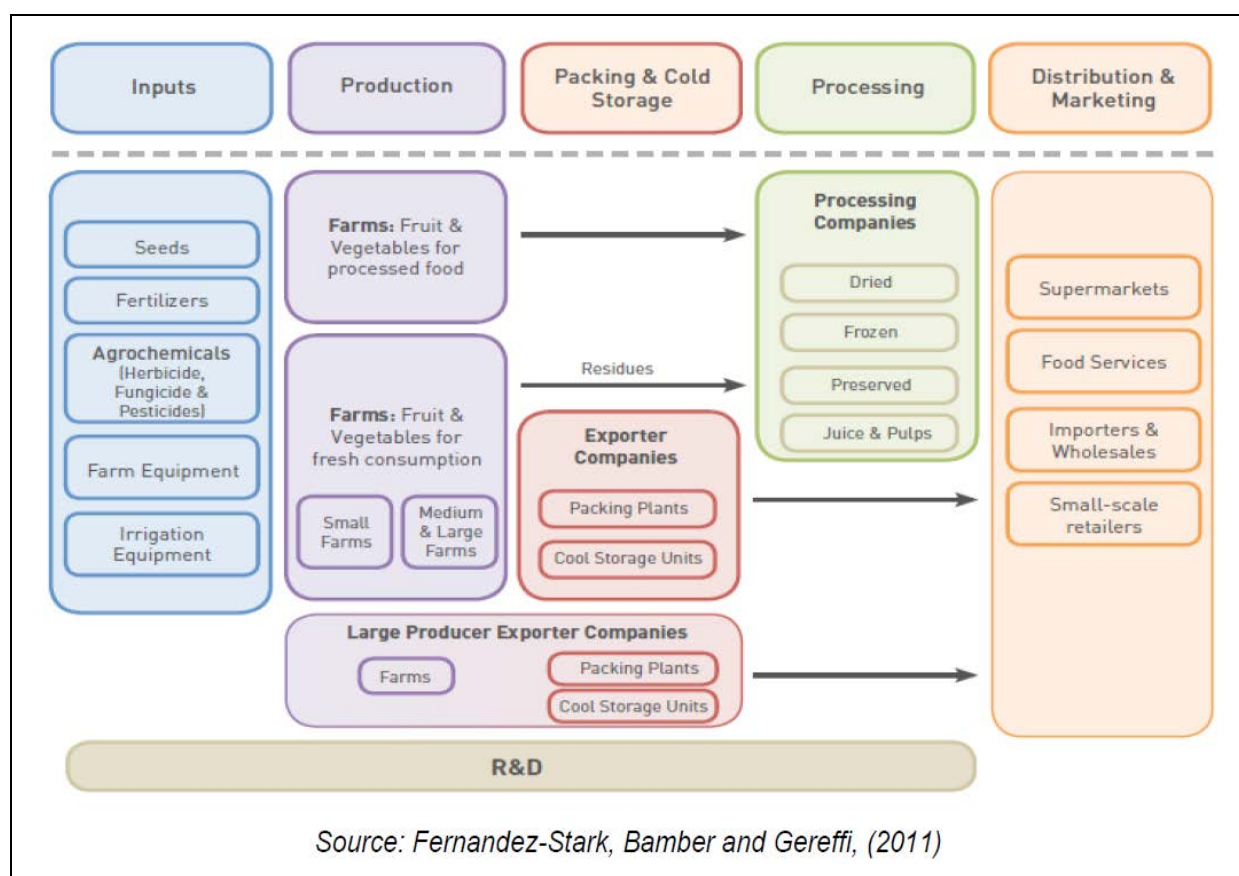 Inputs
Production
Packing & Cold
Storage
Processing
Distribution &
Marketing
Seeds
Fertilizers
Agrochemicals
(Herbicide,
Fungicide &
Pesticides)
Farm Equipment
Irrigation
Equipment
Farms: Fruit &
Vegetables for
processed food
Farms: Fruit &
Vegetables for
fresh consumption
Small
Farms
Medium
& Large
Farms
Residues
Exporter
Companies
Packing Plants
Cool Storage Units
Large Producer Exporter Companies
Farms
Packing Plants
Cool Storage Units
Processing
Companies
Dried
Frozen
Preserved
Juice & Pulps
Supermarkets
Food Services
Importers &
Wholesales
Small-scale
retailers
R&D
Source: Fernandez-Stark, Bamber and Gereffi, (2011)